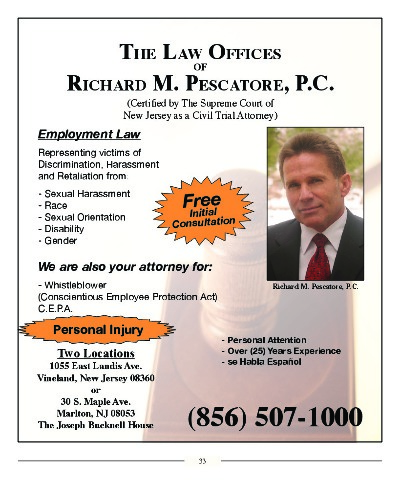 THE LAW OFFICES
OF
RICHARD M. PESCATORE, P.C.
(Certified by The Supreme Court of
New Jersey as a Civil Trial Attorney)
Employment Law
Representing victims of
Discrimination, Harassment
and Retaliation from:
- Sexual Harassment
- Race
- Sexual Orientation
- Disability
- Gender
Free
Initial
Consultation
Richard M. Pescatore, P.C.
We are also your attorney for:
- Whistleblower
(Conscientious Employee Protection Act)
C.E.P.A.
Personal Injury
Two Locations
1055 East Landis Ave.
Vineland, New Jersey 08360
or
30 S. Maple Ave.
Marlton, NJ 08053
The Joseph Bucknell House
- Personal Attention
- Over (25) Years Experience
- se Habla Español
(856) 507-1000
33